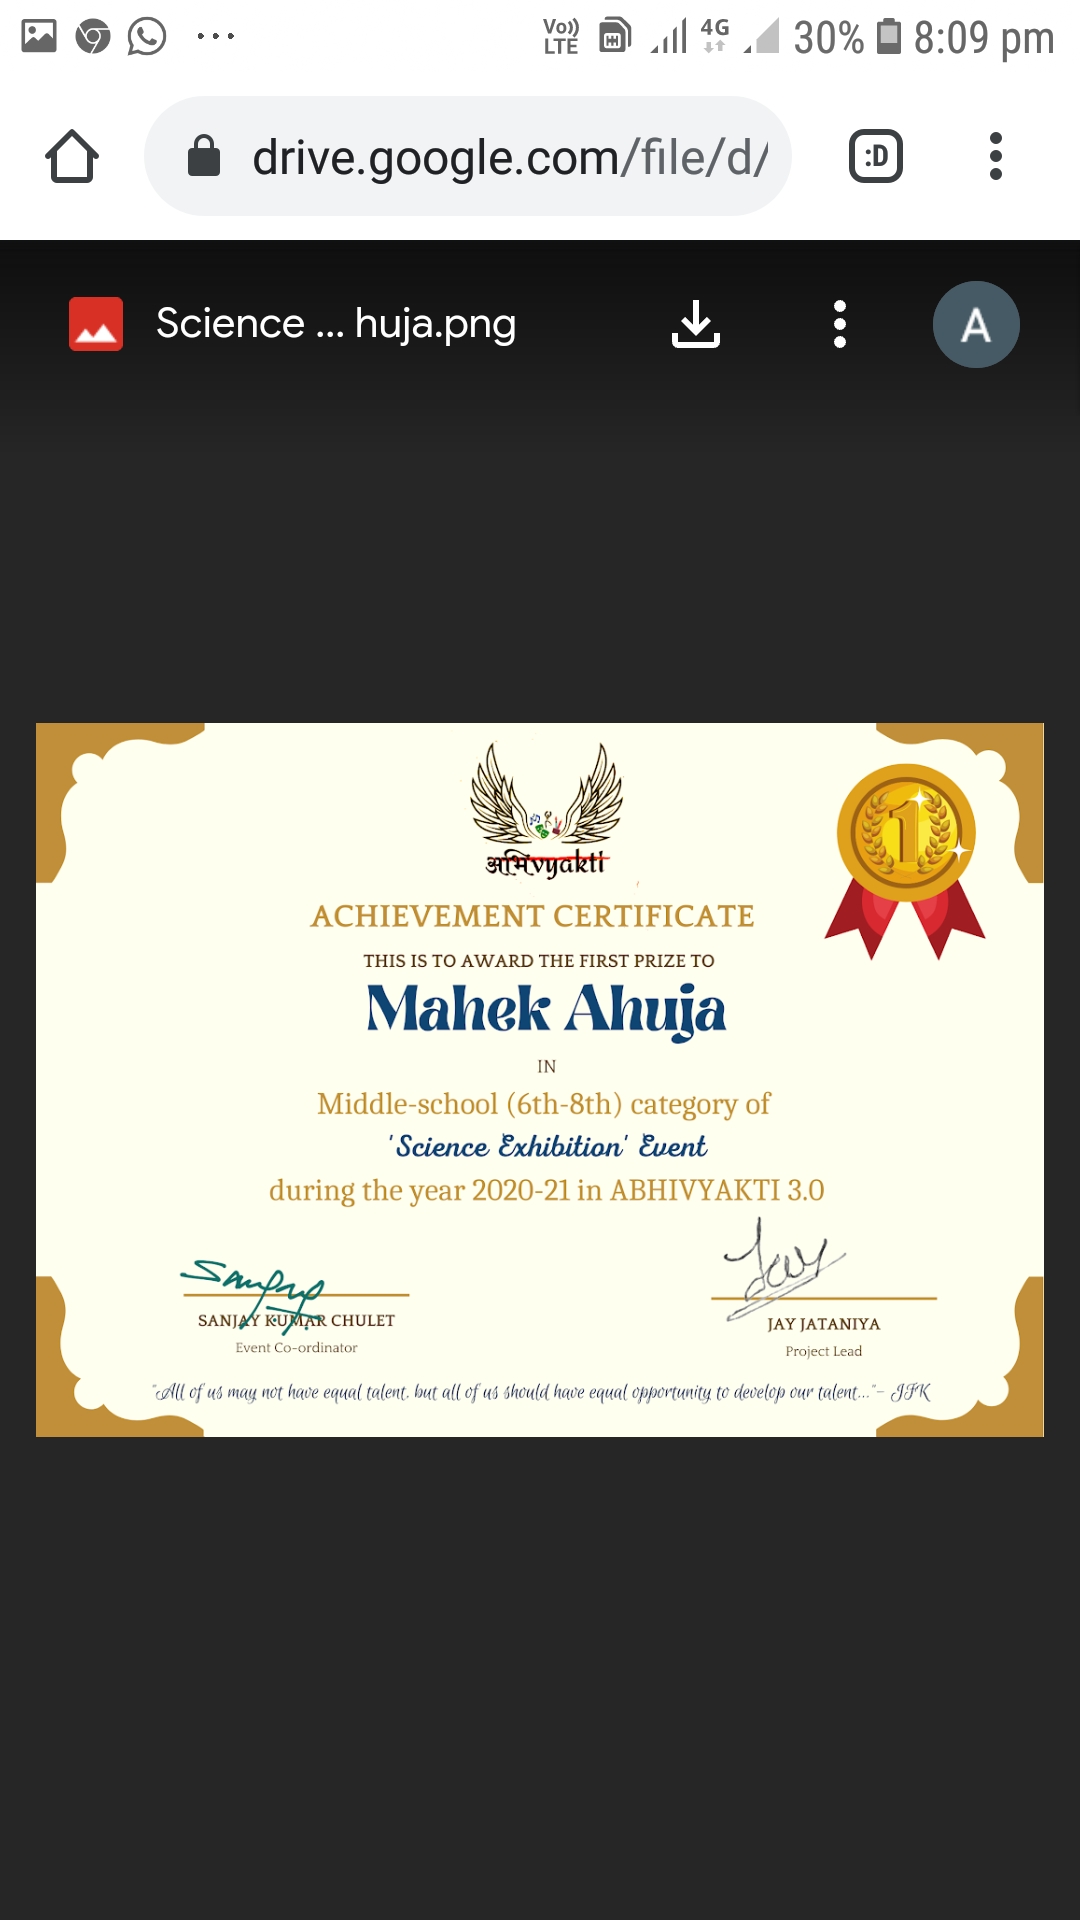 Vo)) LTE 4G 30% 8:09 pm
drive.google.com/file/d/ :D
Science ... huja.png A
1
अभिvyakti
ACHIEVEMENT CERTIFICATE
THIS IS TO AWARD THE FIRST PRIZE TO
Mahek Ahuja
IN
Middle-school (6th-8th) category of
'Science Exhibition' Event
during the year 2020-21 in ABHIVYAKTI 3.0
Jay
SANJAY KUMAR CHULET
JAY JATANIYA
Event Co-ordinator
Project Lead
"All of us may not have equal talent. but all of us should have equal opportunity to develop our talent..."- JFK